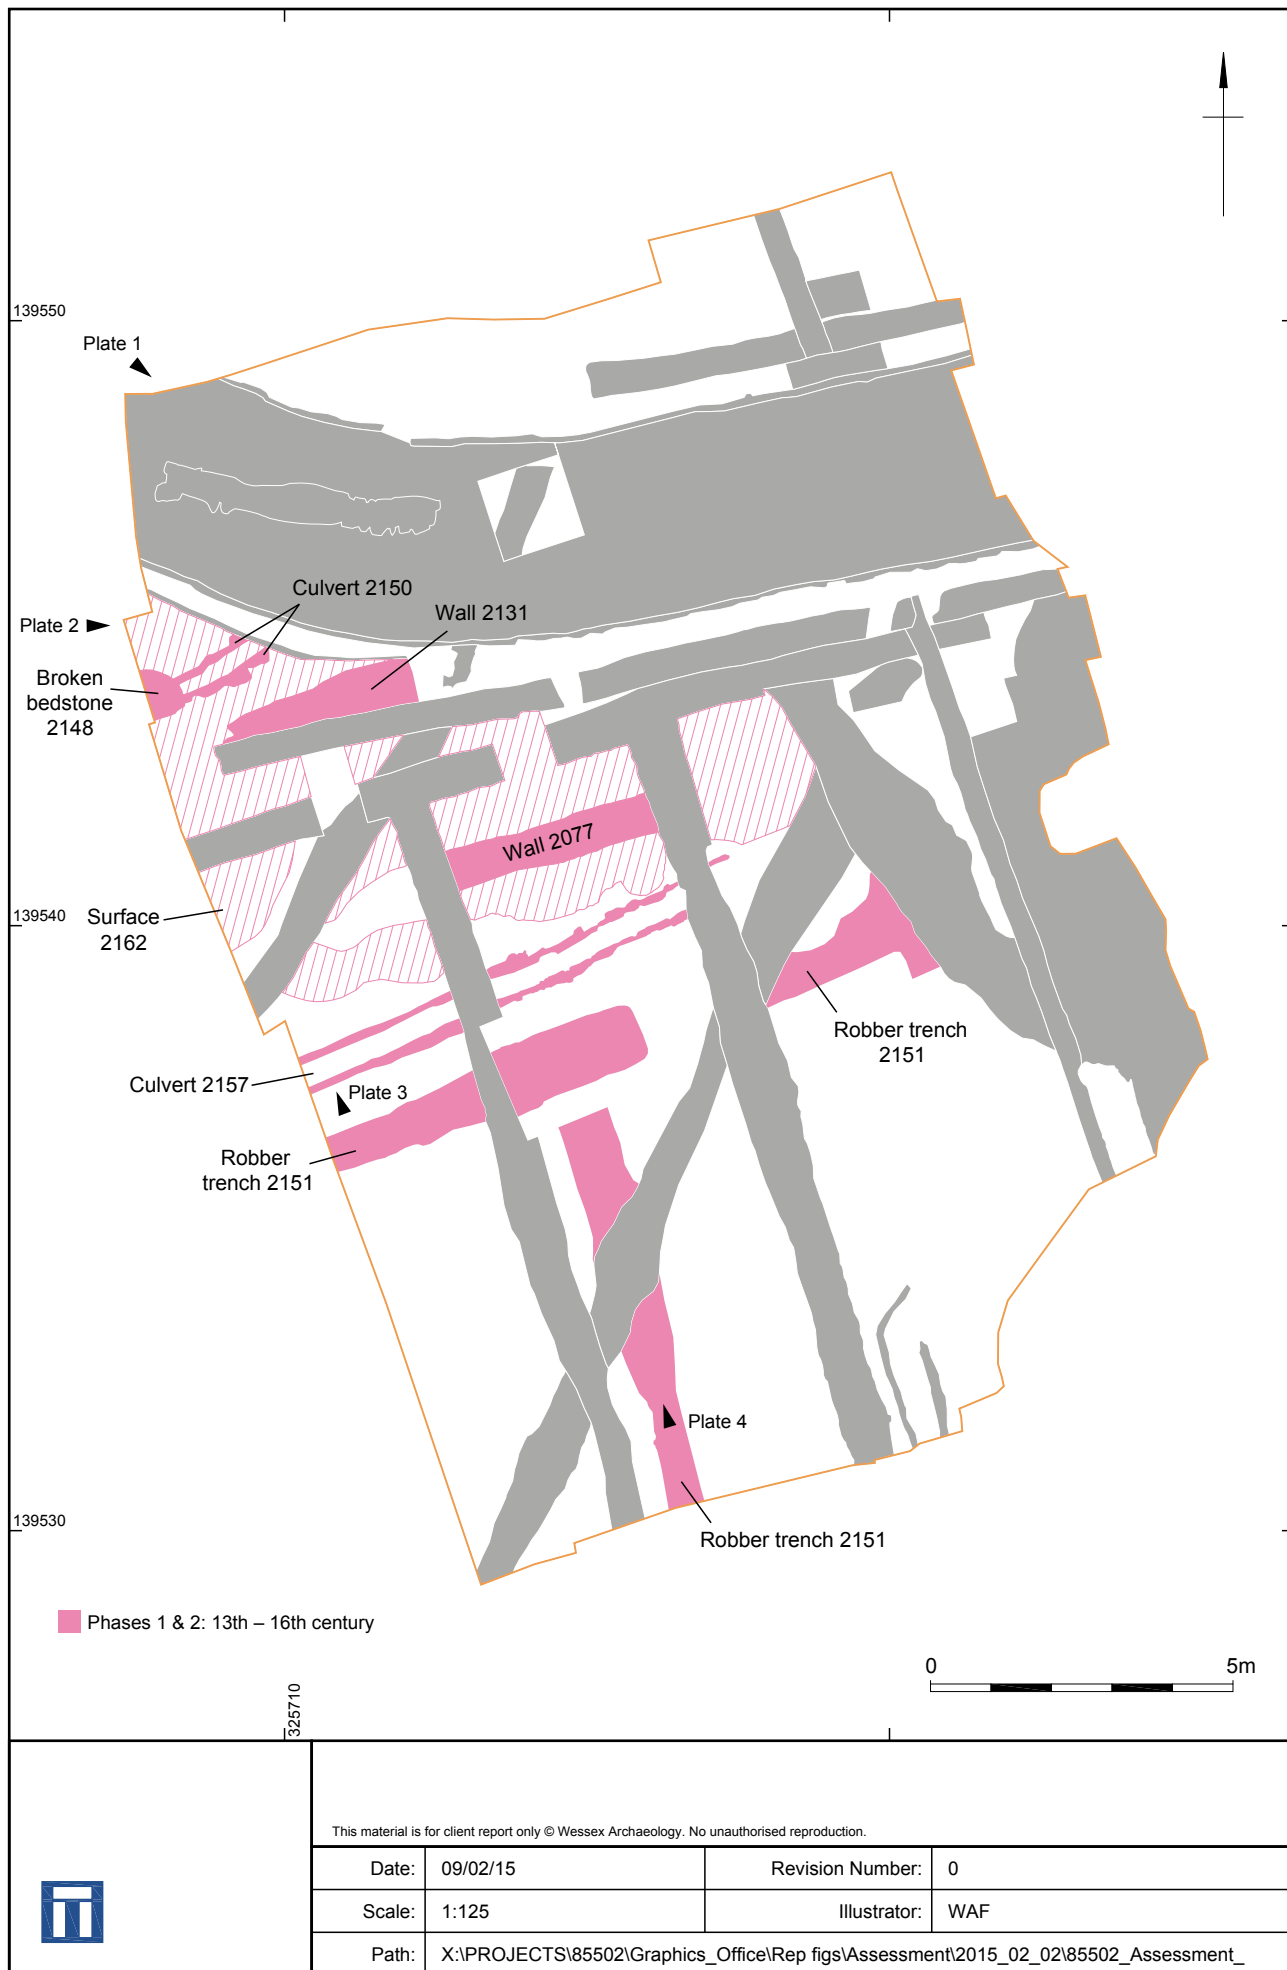 139550
Plate 1
Culvert 2150
Wall 2131
Plate 2
Broken
bedstone
2148
Wall 2077
Surface
2162
Robber trench
2151
Culvert 2157
Plate 3
Robber
trench 2151
Plate 4
Robber trench 2151
139540
139530
Phases 1 & 2: 13th – 16th century
0 5m
325710
This material is for client report only © Wessex Archaeology. No unauthorised reproduction.
Date: 09/02/15 Revision Number: 0
Scale: 1:125 Illustrator: WAF
Path: X:\PROJECTS\85502\Graphics_Office\Rep figs\Assessment\2015_02_02\85502_Assessment_